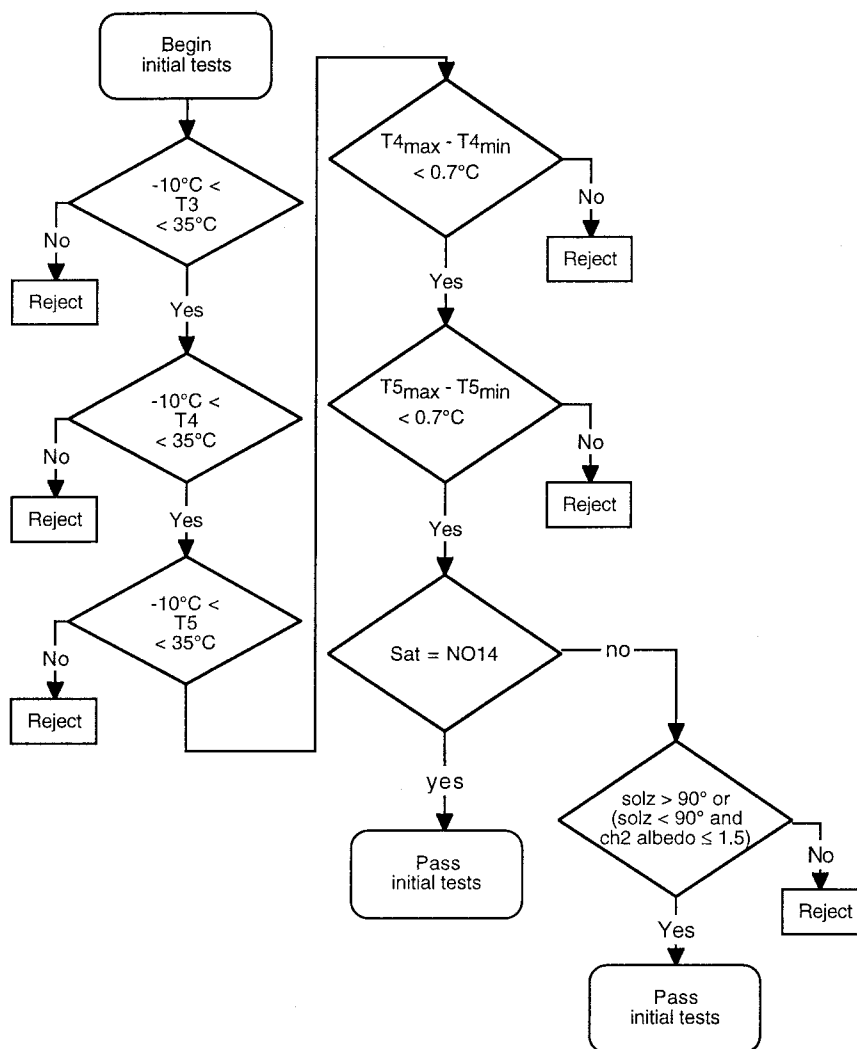 Begin
initial tests
-10°C <
T3
< 35°C
No
Reject
Yes
-10°C <
T4
< 35°C
No
Reject
Yes
-10°C <
T5
< 35°C
No
Reject
T4max - T4min
< 0.7°C
No
Reject
Yes
T5max - T5min
< 0.7°C
No
Reject
Yes
Sat = NO14
no
yes
Pass
initial tests
solz > 90° or
(solz < 90° and
ch2 albedo ≤ 1.5)
No
Reject
Yes
Pass
initial tests